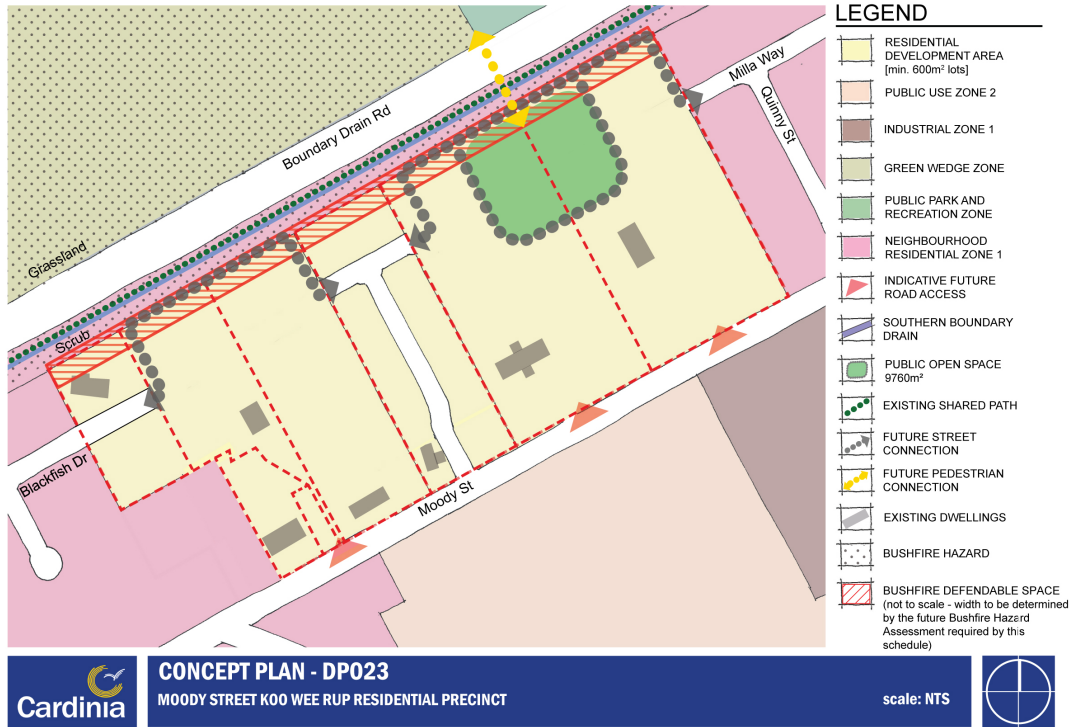 Boundary Drain Rd
Milla Way
Quinny St
Grassland
Scrub
Blackfish Dr
Moody St
LEGEND
RESIDENTIAL
DEVELOPMENT AREA
[min. 600m² lots]
PUBLIC USE ZONE 2
INDUSTRIAL ZONE 1
GREEN WEDGE ZONE
PUBLIC PARK AND
RECREATION ZONE
NEIGHBOURHOOD
RESIDENTIAL ZONE 1
INDICATIVE FUTURE
ROAD ACCESS
SOUTHERN BOUNDARY
DRAIN
PUBLIC OPEN SPACE
9760m²
EXISTING SHARED PATH
FUTURE STREET
CONNECTION
FUTURE PEDESTRIAN
CONNECTION
EXISTING DWELLINGS
BUSHFIRE HAZARD
BUSHFIRE DEFENDABLE SPACE
(not to scale - width to be determined
by the future Bushfire Hazard
Assessment required by this
schedule)
Cardinia
CONCEPT PLAN - DPO23
MOODY STREET KOO WEE RUP RESIDENTIAL PRECINCT
scale: NTS